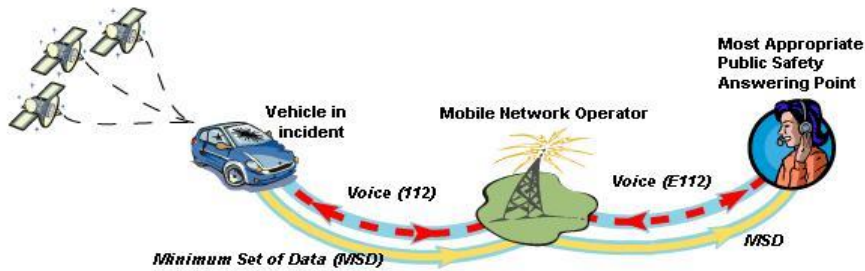 Most Appropriate
Public Safety
Answering Point
Vehicle in
incident
Mobile Network Operator
Voice (112)
Voice (E112)
Minimum Set of Data (MSD)
MSD